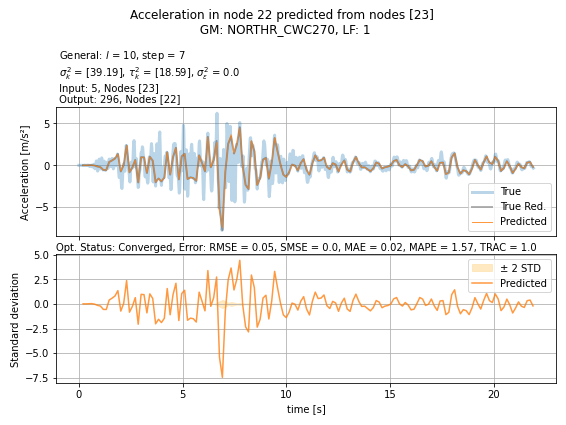 Acceleration in node 22 predicted from nodes [23]
GM: NORTHR_CWC270, LF: 1
General: l = 10, step = 7
σ²ₖ = [39.19], τ²ₖ = [18.59], σ²ε = 0.0
Input: 5, Nodes [23]
Output: 296, Nodes [22]
Acceleration [m/s²]
5
0
−5
True
True Red.
Predicted
Opt. Status: Converged, Error: RMSE = 0.05, SMSE = 0.0, MAE = 0.02, MAPE = 1.57, TRAC = 1.0
Standard deviation
5.0
2.5
0.0
−2.5
−5.0
−7.5
± 2 STD
Predicted
0 5 10 15 20
time [s]